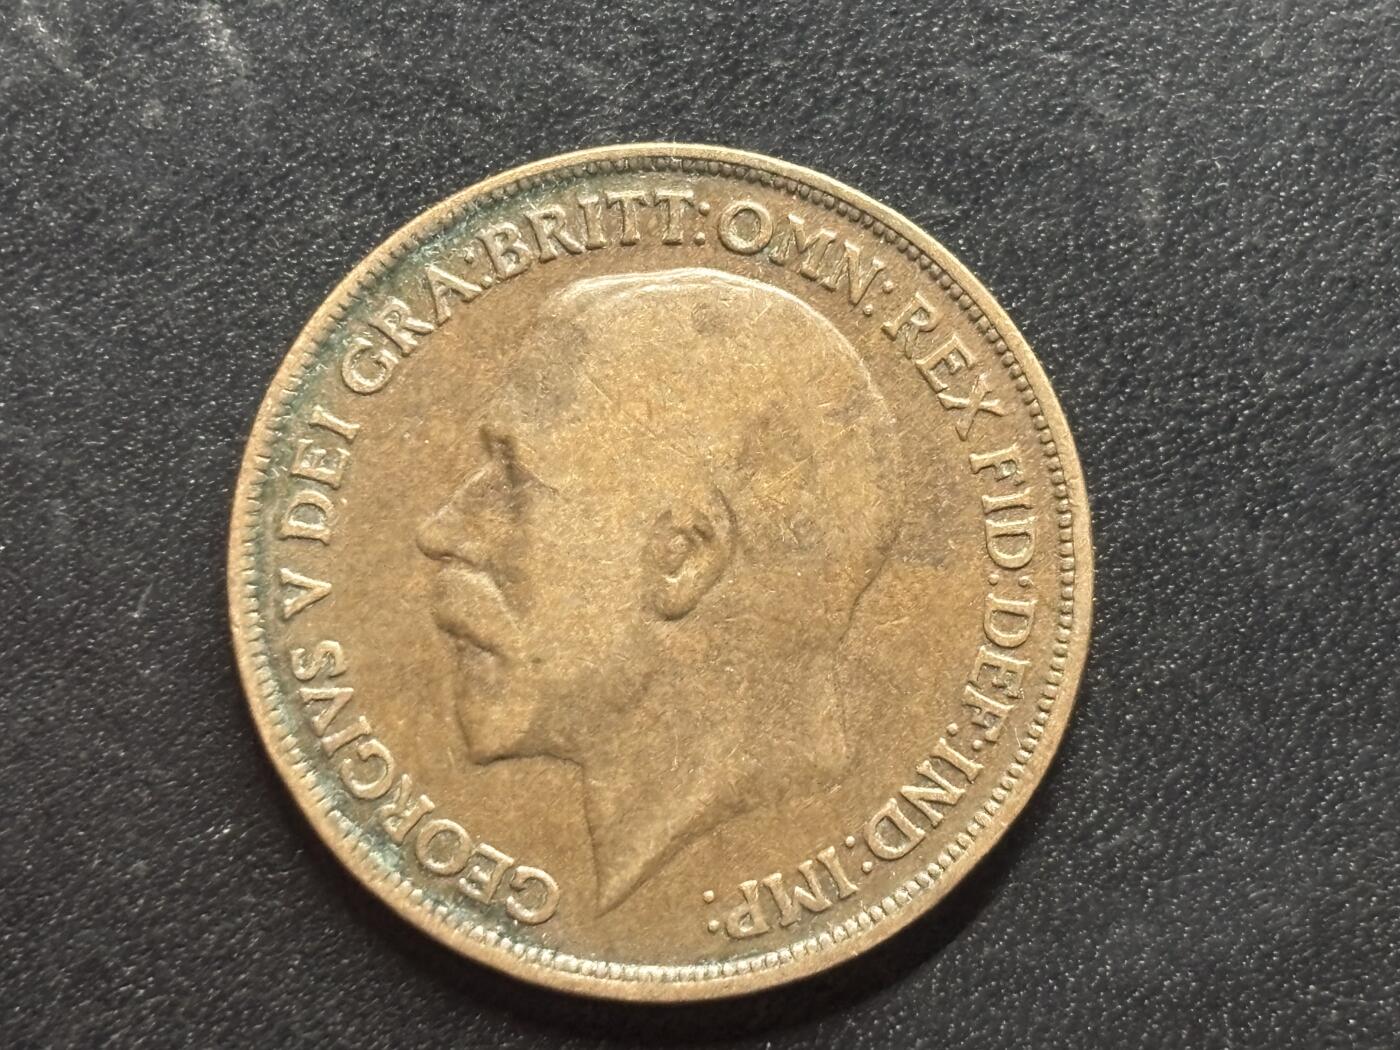 GEORGIVS V DEI GRA:BRITT:OMN:REX FID:DEF:IND:IMP: